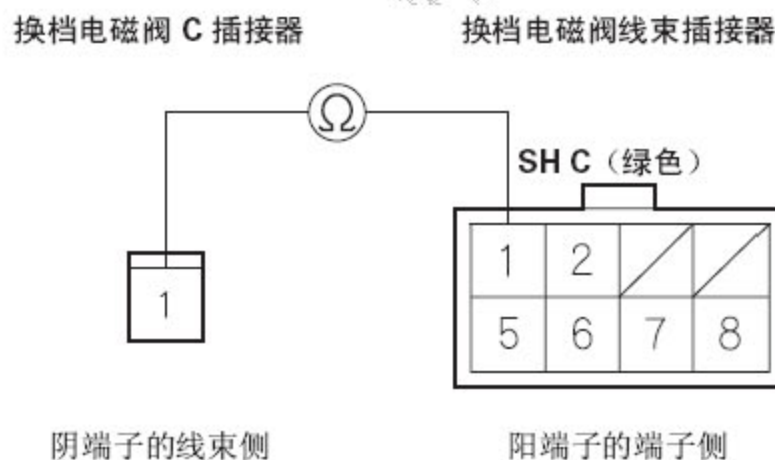 换档电磁阀 C 插接器
换档电磁阀线束插接器
Ω
SH C（绿色）
1
1 2
5 6 7 8
阴端子的线束侧
阳端子的端子侧